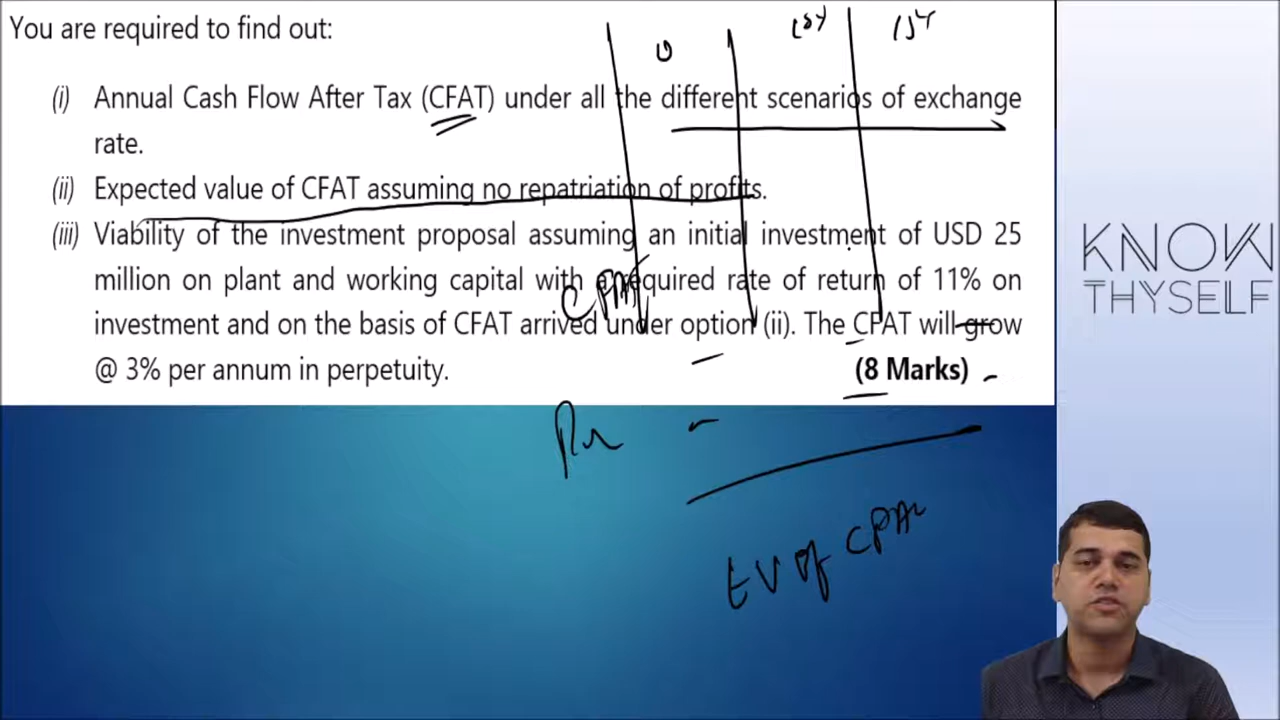 You are required to find out:
(i) Annual Cash Flow After Tax (CFAT) under all the different scenarios of exchange
rate.
(ii) Expected value of CFAT assuming no repatriation of profits.
(iii) Viability of the investment proposal assuming an initial investment of USD 25
million on plant and working capital with a required rate of return of 11% on
investment and on the basis of CFAT arrived under option (ii). The CFAT will grow
@ 3% per annum in perpetuity.
(8 Marks)
EV of CFAT
KNOW
THYSELF